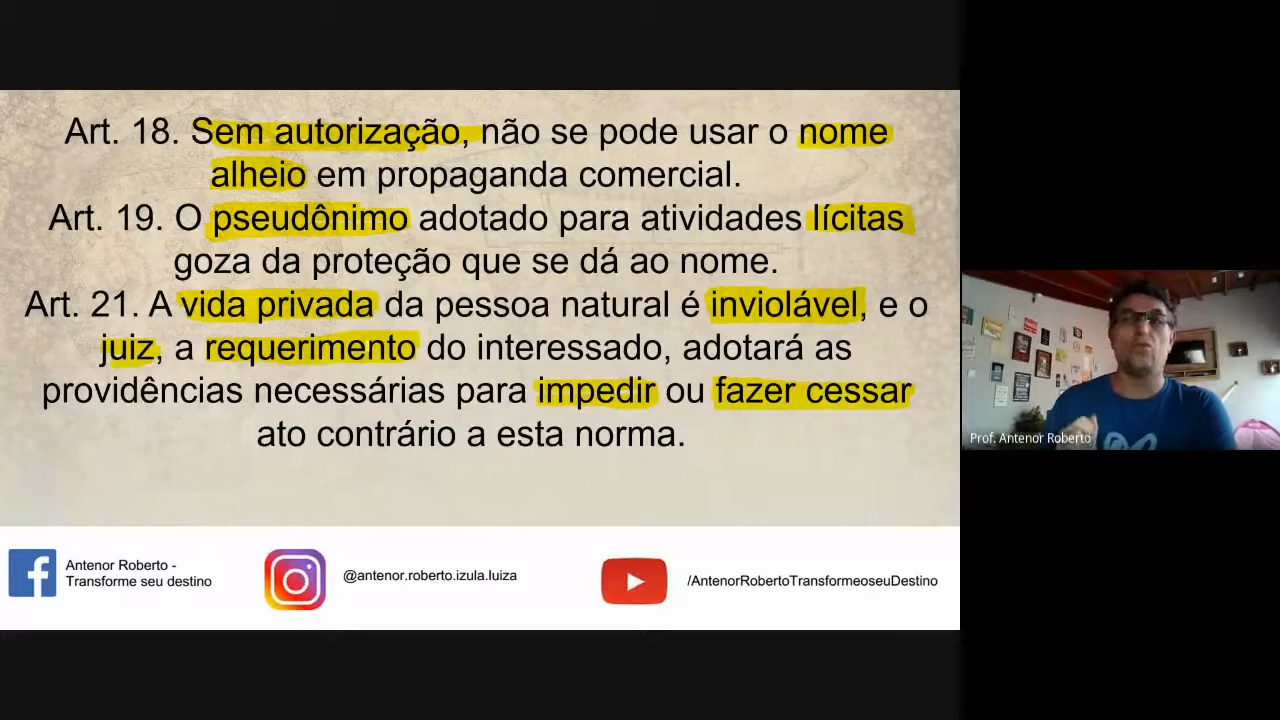 Art. 18. Sem autorização, não se pode usar o nome
alheio em propaganda comercial.
Art. 19. O pseudônimo adotado para atividades lícitas
goza da proteção que se dá ao nome.
Art. 21. A vida privada da pessoa natural é inviolável, e o
juiz, a requerimento do interessado, adotará as
providências necessárias para impedir ou fazer cessar
ato contrário a esta norma.
Antenor Roberto -
Transforme seu destino
@antenor.roberto.izula.luiza
/AntenorRobertoTransformeoseuDestino
Prof. Antenor Roberto